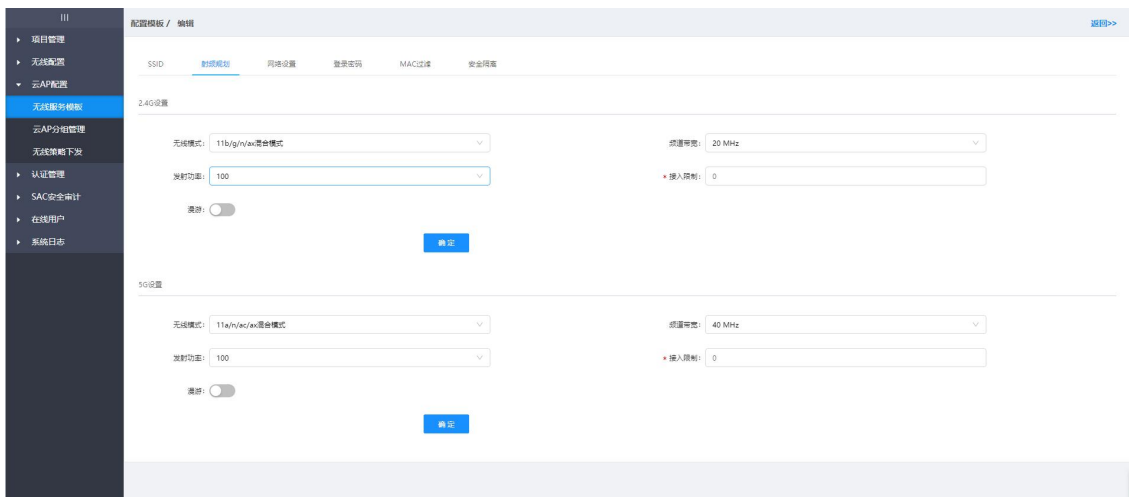 配置模板 / 编辑
返回>>
项目管理
无线配置
云AP配置
无线服务模板
云AP分组管理
无线策略下发
认证管理
SAC安全审计
在线用户
系统日志
SSID 射频规划 网络设置 登录密码 MAC过滤 安全隔离
2.4G设置
无线模式: 11b/g/n/ax混合模式 频道带宽: 20 MHz
发射功率: 100 * 接入限制: 0
漫游:
确定
5G设置
无线模式: 11a/n/ac/ax混合模式 频道带宽: 40 MHz
发射功率: 100 * 接入限制: 0
漫游:
确定